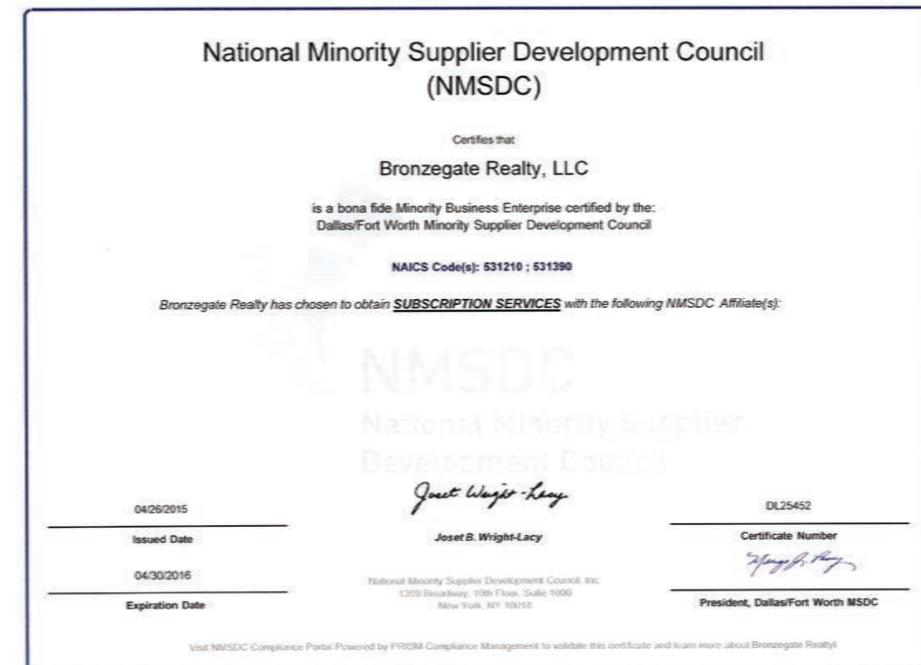 National Minority Supplier Development Council
(NMSDC)
Certifies that
Bronzegate Realty, LLC
is a bona fide Minority Business Enterprise certified by the:
Dallas/Fort Worth Minority Supplier Development Council
NAICS Code(s): 531210 ; 531390
Bronzegate Realty has chosen to obtain SUBSCRIPTION SERVICES with the following NMSDC Affiliate(s):
NMSDC
National Minority Supplier
Development Council
04/26/2015
Issued Date
04/30/2016
Expiration Date
Joset Wright-Lacy
Joset B. Wright-Lacy
National Minority Supplier Development Council, Inc
1359 Broadway, 10th Floor, Suite 1000
New York, NY 10018
DL25452
Certificate Number
President, Dallas/Fort Worth MSDC
Visit NMSDC Compliance Portal Powered by PRISM Compliance Management to validate this certificate and learn more about Bronzegate Realty!